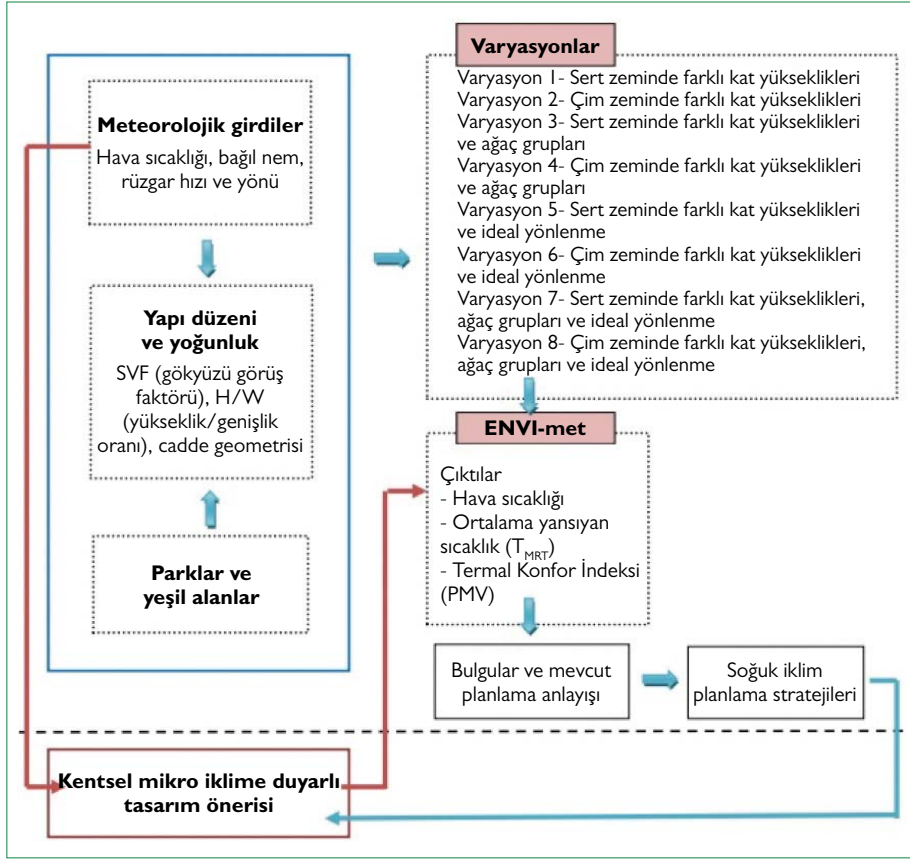 Meteorolojik girdiler
Hava sıcaklığı, bağıl nem,
rüzgar hızı ve yönü
Yapı düzeni
ve yoğunluk
SVF (gökyüzü görüş
faktörü), H/W
(yükseklik/genişlik
oranı), cadde geometrisi
Parklar ve
yeşil alanlar
Varyasyonlar
Varyasyon 1- Sert zeminde farklı kat yükseklikleri
Varyasyon 2- Çim zeminde farklı kat yükseklikleri
Varyasyon 3- Sert zeminde farklı kat yükseklikleri
ve ağaç grupları
Varyasyon 4- Çim zeminde farklı kat yükseklikleri
ve ağaç grupları
Varyasyon 5- Sert zeminde farklı kat yükseklikleri
ve ideal yönlenme
Varyasyon 6- Çim zeminde farklı kat yükseklikleri
ve ideal yönlenme
Varyasyon 7- Sert zeminde farklı kat yükseklikleri,
ağaç grupları ve ideal yönlenme
Varyasyon 8- Çim zeminde farklı kat yükseklikleri,
ağaç grupları ve ideal yönlenme
ENVI-met
Çıktılar
- Hava sıcaklığı
- Ortalama yansıyan
sıcaklık (TMRT)
- Termal Konfor İndeksi
(PMV)
Bulgular ve mevcut
planlama anlayışı
Soğuk iklim
planlama stratejileri
Kentsel mikro iklime duyarlı
tasarım önerisi